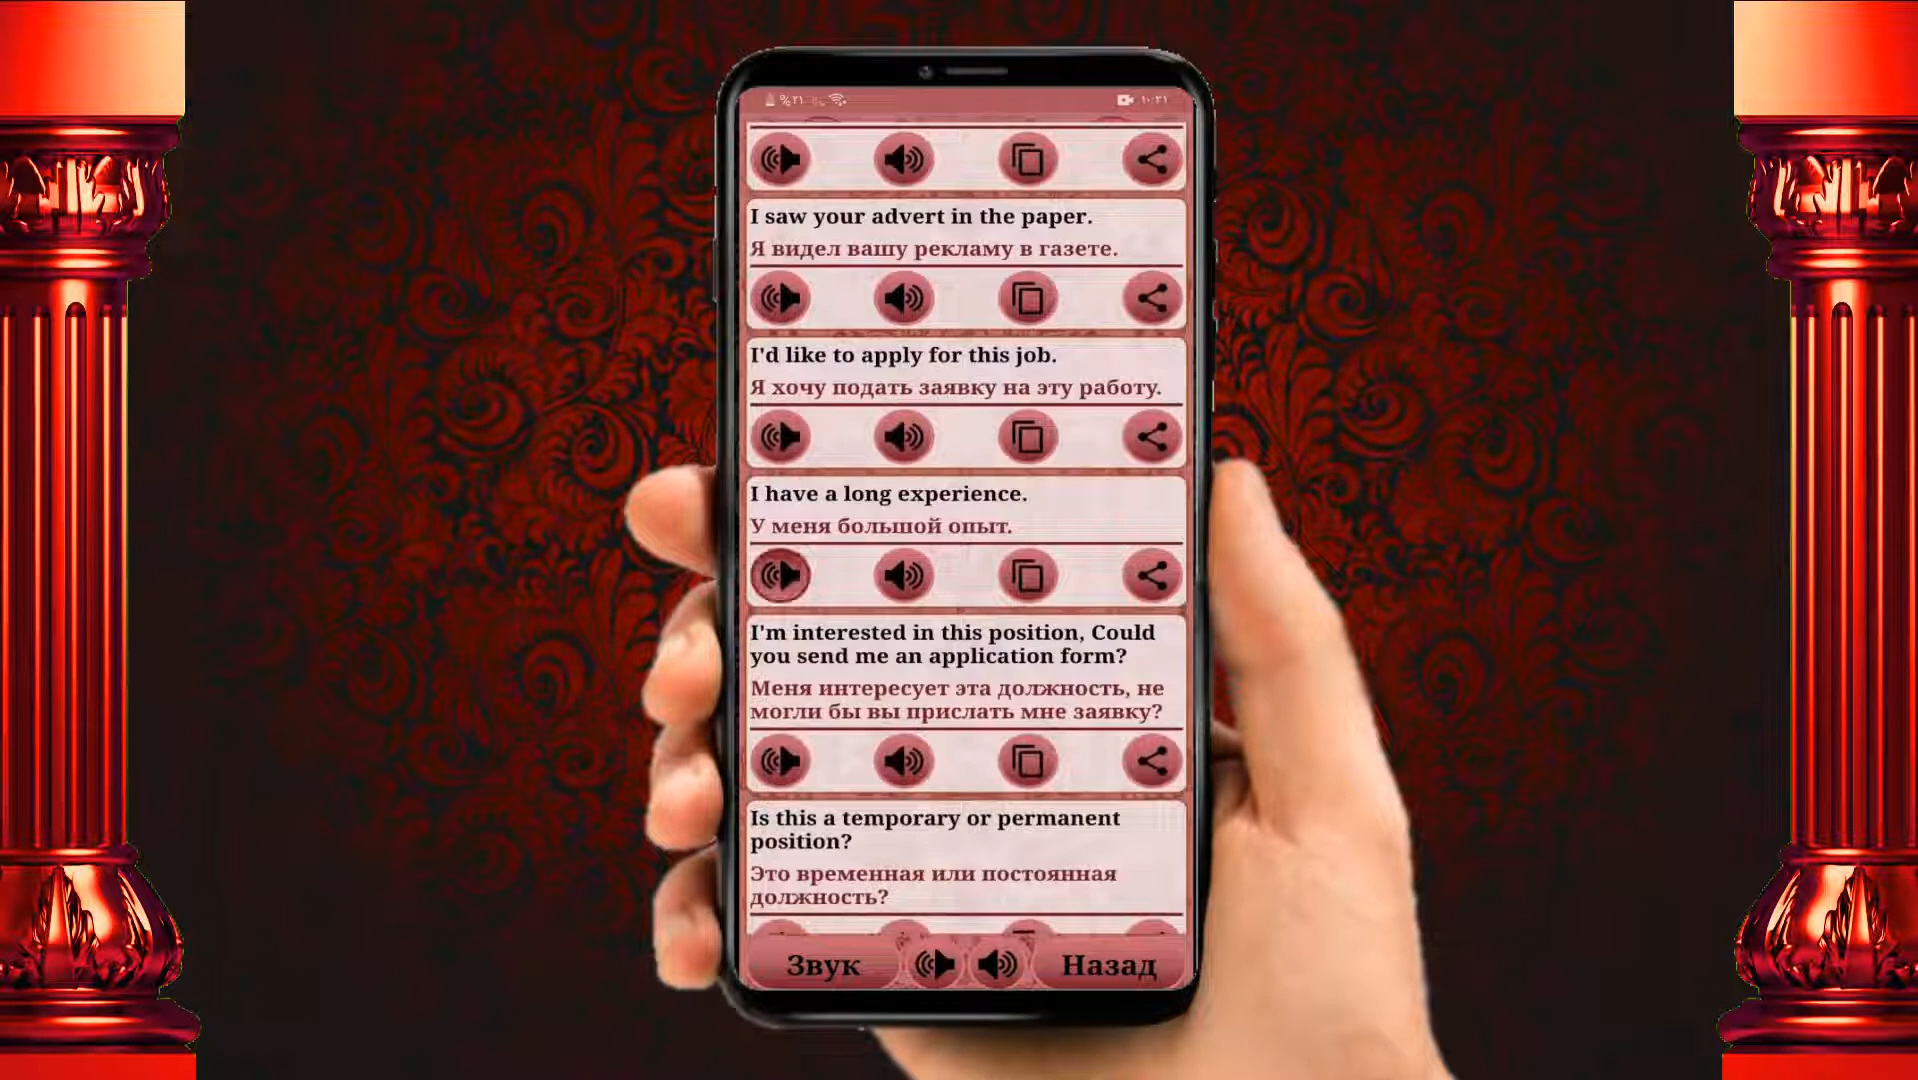 %٢١
١٠:٢١
I saw your advert in the paper.
Я видел вашу рекламу в газете.
I'd like to apply for this job.
Я хочу подать заявку на эту работу.
I have a long experience.
У меня большой опыт.
I'm interested in this position, Could
you send me an application form?
Меня интересует эта должность, не
могли бы вы прислать мне заявку?
Is this a temporary or permanent
position?
Это временная или постоянная
должность?
Звук
Назад